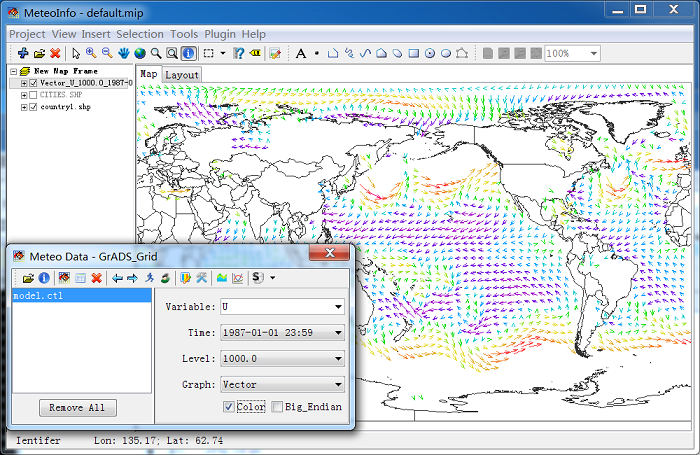 MeteoInfo - default.mip
Project View Insert Selection Tools Plugin Help
A 100%
New Map Frame
Vector_U_1000.0_1987-0
CITIES.SHP
country1.shp
Map Layout
Meteo Data - GrADS_Grid
model.ctl
Variable: U
Time: 1987-01-01 23:59
Level: 1000.0
Graph: Vector
Color Big_Endian
Remove All
Identifer Lon: 135.17; Lat: 62.74